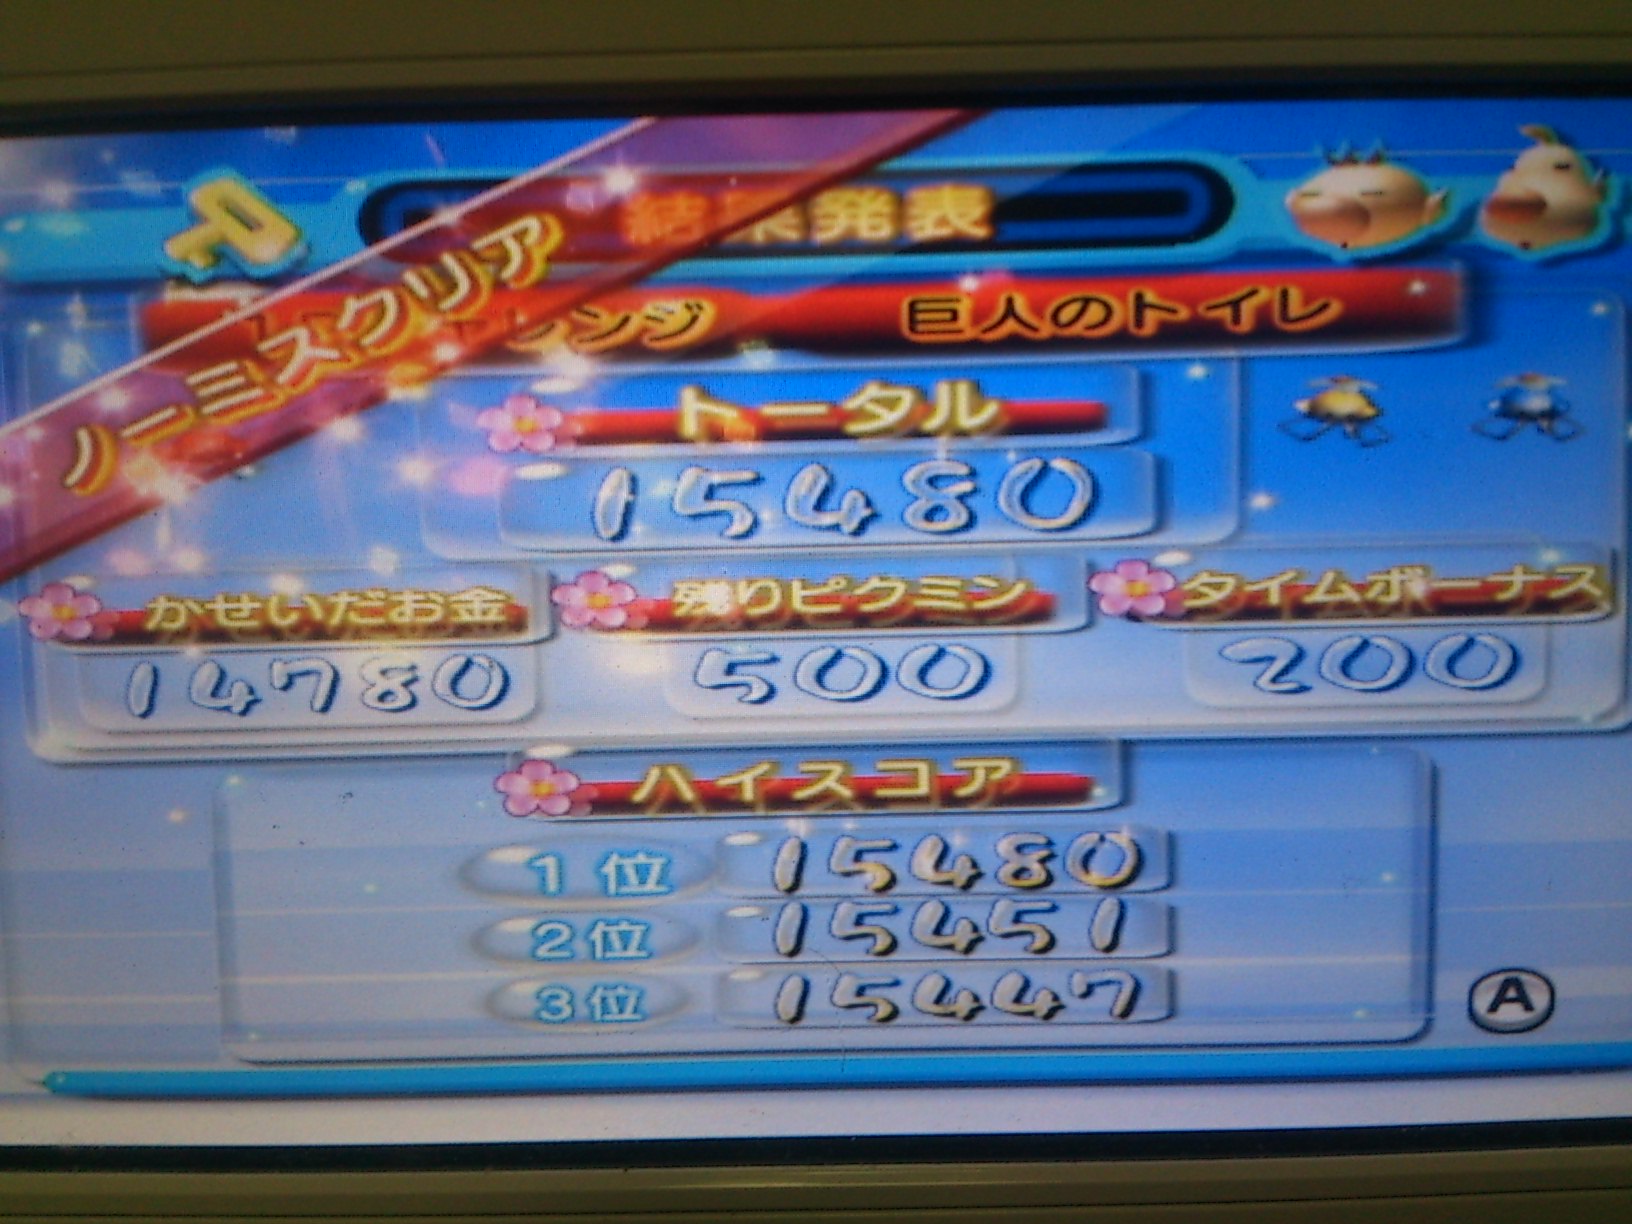 結果発表
ノーミスクリア
レンジ 巨人のトイレ
トータル
15480
かせいだお金 残りピクミン タイムボーナス
14780 500 200
ハイスコア
1位 15480
2位 15451
3位 15447
A